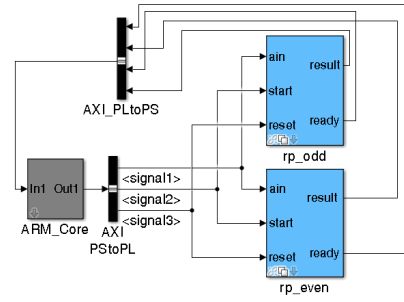 AXI_PLtoPS
ain
start
reset
result
ready
rp_odd
In1 Out1
ARM_Core
<signal1>
<signal2>
<signal3>
AXI
PStoPL
ain
start
reset
result
ready
rp_even